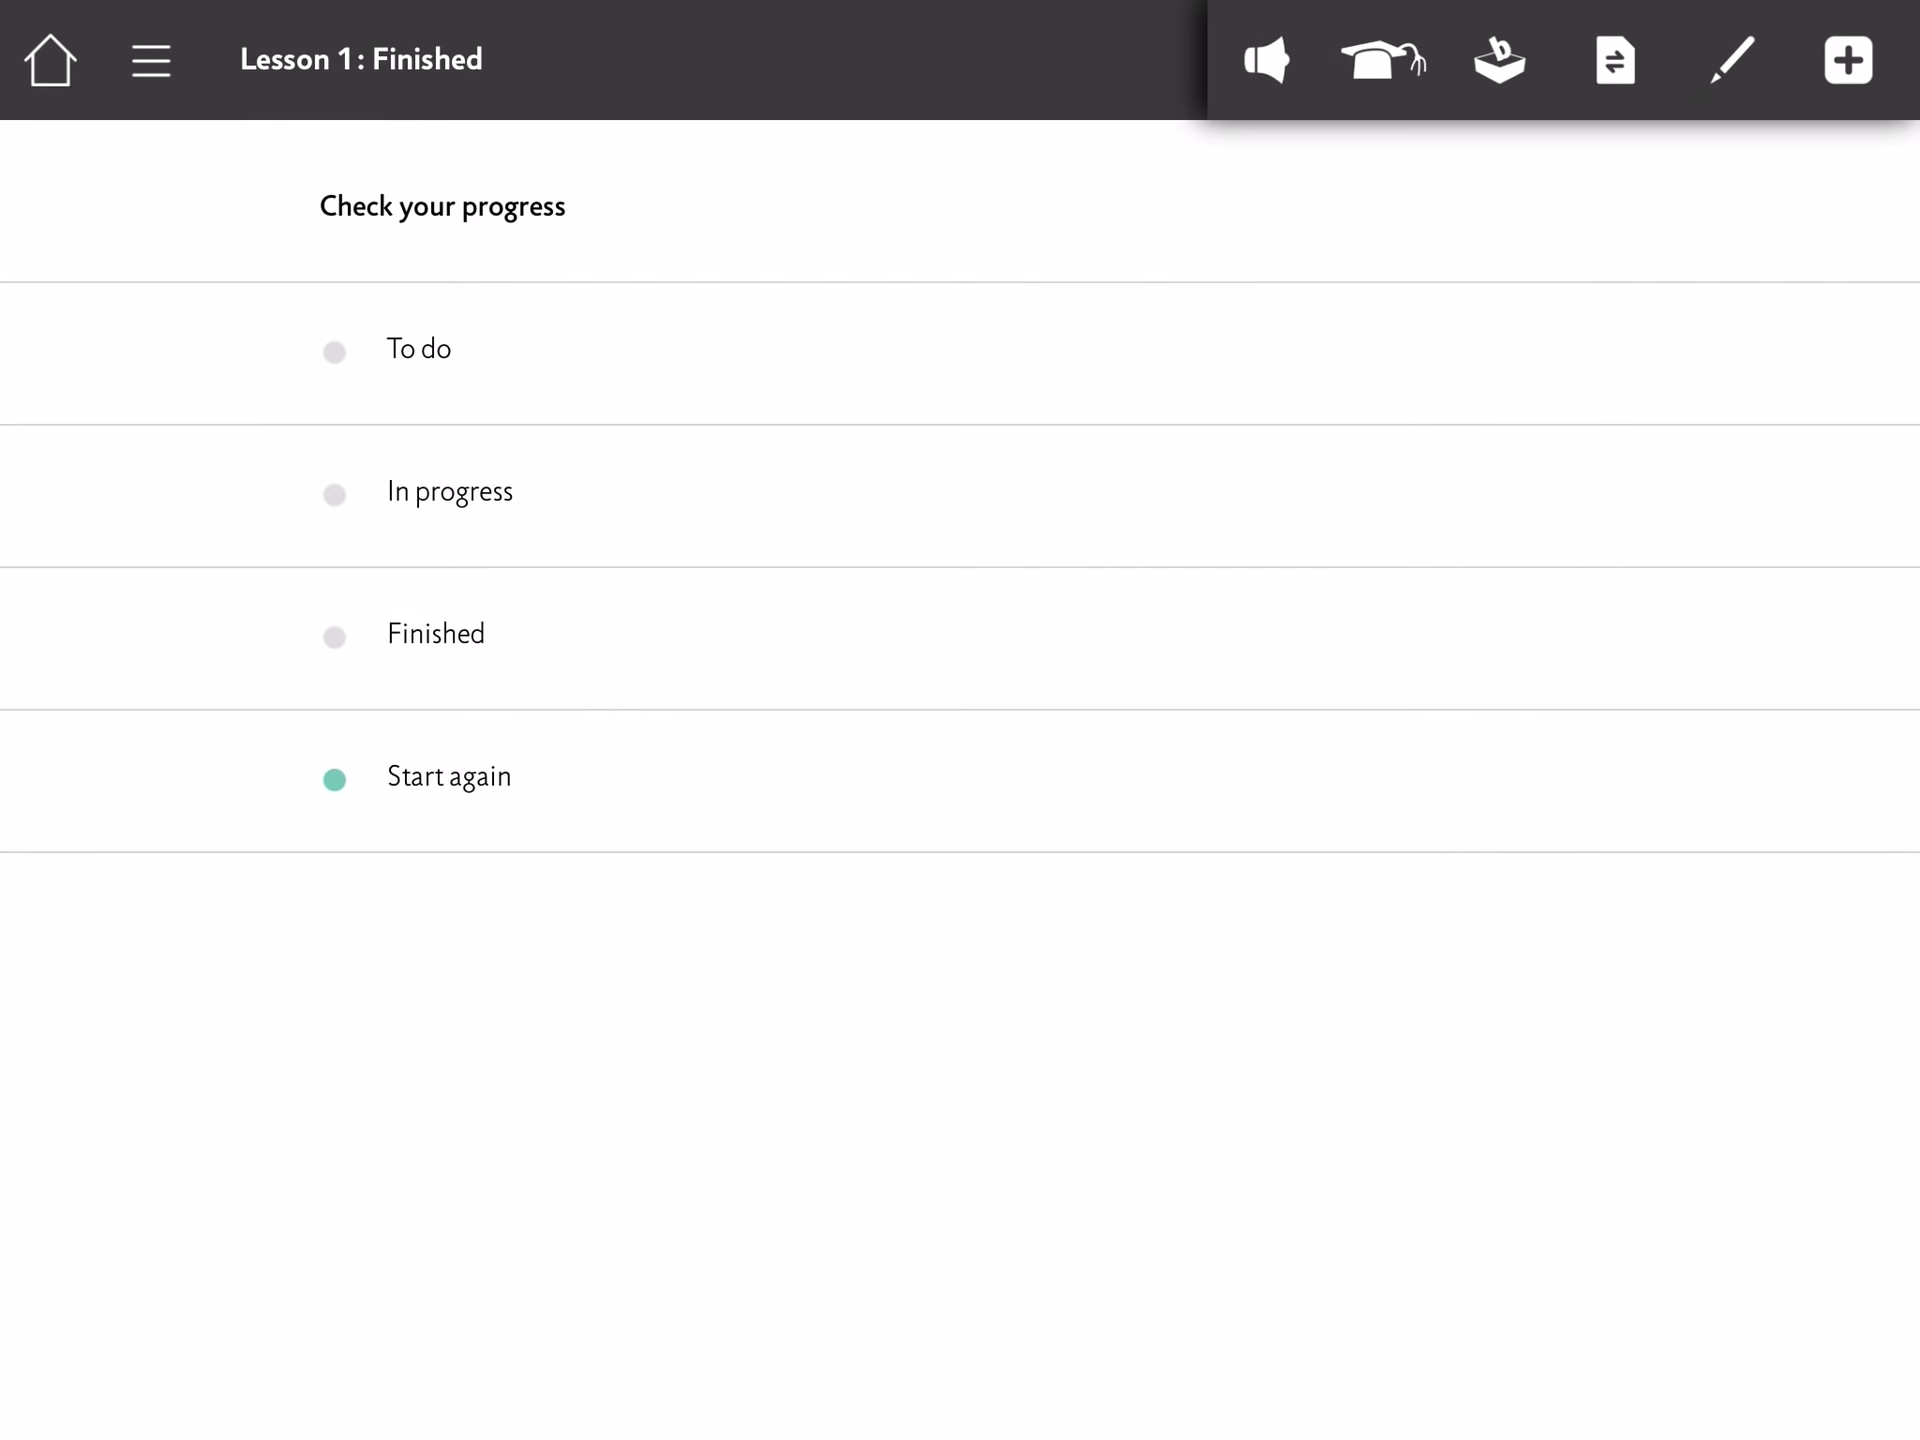 Lesson 1: Finished
Check your progress
To do
In progress
Finished
Start again